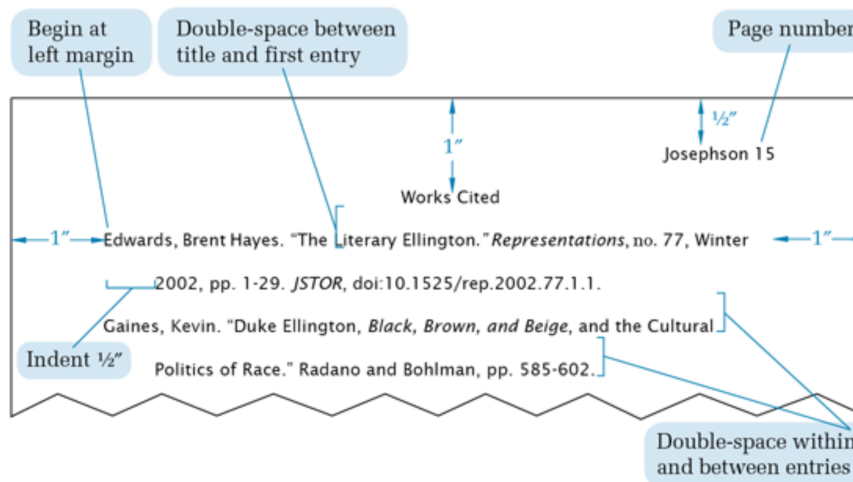 Begin at
left margin
Double-space between
title and first entry
Page number
1″
½″
Josephson 15
Works Cited
1″
Edwards, Brent Hayes. “The Literary Ellington.” Representations, no. 77, Winter
1″
2002, pp. 1-29. JSTOR, doi:10.1525/rep.2002.77.1.1.
Gaines, Kevin. “Duke Ellington, Black, Brown, and Beige, and the Cultural
Indent ½″
Politics of Race.” Radano and Bohlman, pp. 585-602.
Double-space within
and between entries